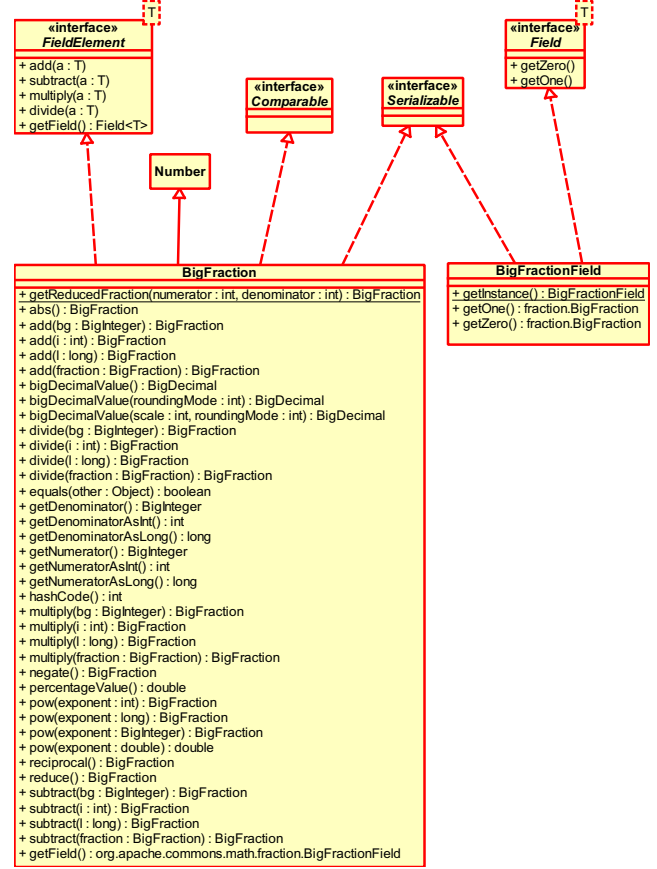 T
«interface»
FieldElement
+ add(a : T)
+ subtract(a : T)
+ multiply(a : T)
+ divide(a : T)
+ getField() : Field<T>
T
«interface»
Field
+ getZero()
+ getOne()
«interface»
Comparable
«interface»
Serializable
Number
BigFraction
+ getReducedFraction(numerator : int, denominator : int) : BigFraction
+ abs() : BigFraction
+ add(bg : BigInteger) : BigFraction
+ add(i : int) : BigFraction
+ add(l : long) : BigFraction
+ add(fraction : BigFraction) : BigFraction
+ bigDecimalValue() : BigDecimal
+ bigDecimalValue(roundingMode : int) : BigDecimal
+ bigDecimalValue(scale : int, roundingMode : int) : BigDecimal
+ divide(bg : BigInteger) : BigFraction
+ divide(i : int) : BigFraction
+ divide(l : long) : BigFraction
+ divide(fraction : BigFraction) : BigFraction
+ equals(other : Object) : boolean
+ getDenominator() : BigInteger
+ getDenominatorAsInt() : int
+ getDenominatorAsLong() : long
+ getNumerator() : BigInteger
+ getNumeratorAsInt() : int
+ getNumeratorAsLong() : long
+ hashCode() : int
+ multiply(bg : BigInteger) : BigFraction
+ multiply(i : int) : BigFraction
+ multiply(l : long) : BigFraction
+ multiply(fraction : BigFraction) : BigFraction
+ negate() : BigFraction
+ percentageValue() : double
+ pow(exponent : int) : BigFraction
+ pow(exponent : long) : BigFraction
+ pow(exponent : BigInteger) : BigFraction
+ pow(exponent : double) : double
+ reciprocal() : BigFraction
+ reduce() : BigFraction
+ subtract(bg : BigInteger) : BigFraction
+ subtract(i : int) : BigFraction
+ subtract(l : long) : BigFraction
+ subtract(fraction : BigFraction) : BigFraction
+ getField() : org.apache.commons.math.fraction.BigFractionField
BigFractionField
+ getInstance() : BigFractionField
+ getOne() : fraction.BigFraction
+ getZero() : fraction.BigFraction